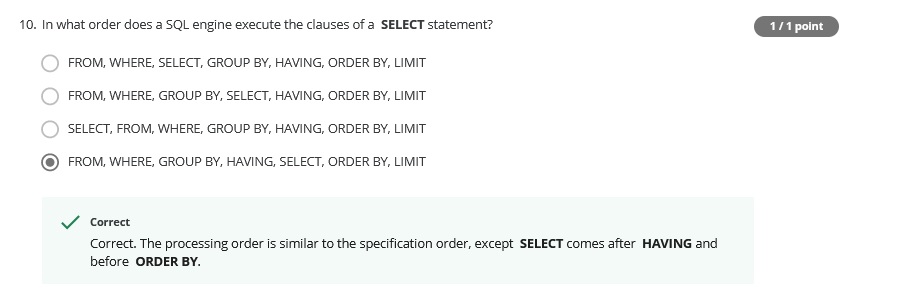 10. In what order does a SQL engine execute the clauses of a SELECT statement?
1 / 1 point
FROM, WHERE, SELECT, GROUP BY, HAVING, ORDER BY, LIMIT
FROM, WHERE, GROUP BY, SELECT, HAVING, ORDER BY, LIMIT
SELECT, FROM, WHERE, GROUP BY, HAVING, ORDER BY, LIMIT
FROM, WHERE, GROUP BY, HAVING, SELECT, ORDER BY, LIMIT
Correct
Correct. The processing order is similar to the specification order, except SELECT comes after HAVING and
before ORDER BY.